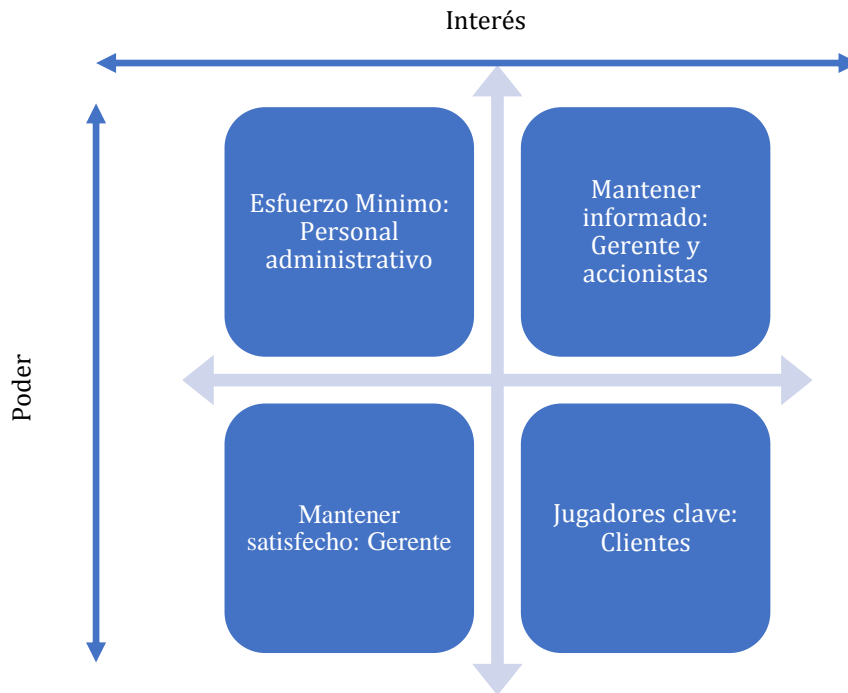 Interés
Esfuerzo Minimo:
Personal
administrativo
Mantener
informado:
Gerente y
accionistas
Poder
Mantener
satisfecho: Gerente
Jugadores clave:
Clientes